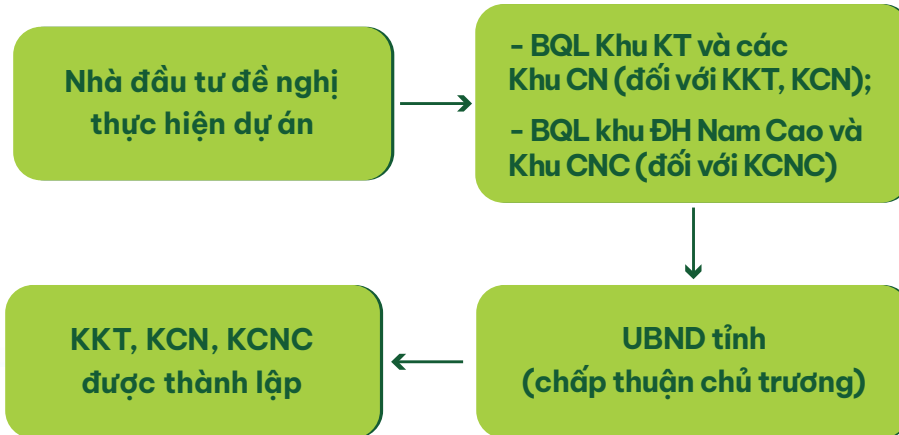 Nhà đầu tư đề nghị
thực hiện dự án
- BQL Khu KT và các
Khu CN (đối với KKT, KCN);
- BQL khu ĐH Nam Cao và
Khu CNC (đối với KCNC)
UBND tỉnh
(chấp thuận chủ trương)
KKT, KCN, KCNC
được thành lập